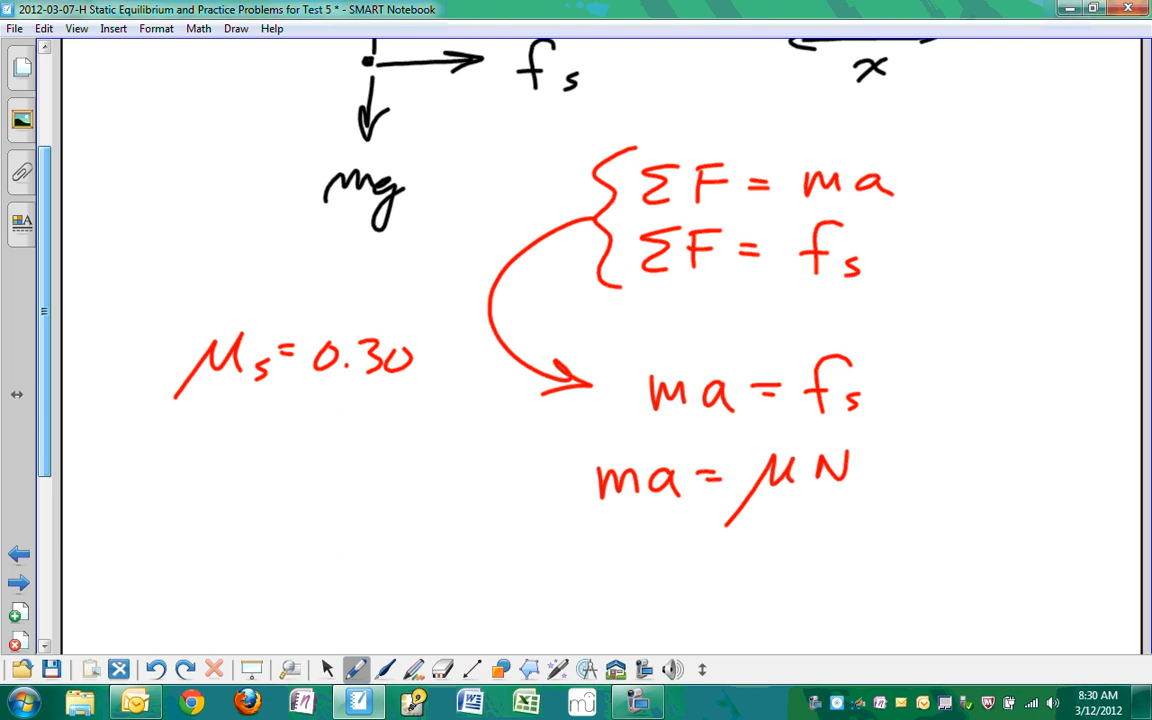 2012-03-07-H Static Equilibrium and Practice Problems for Test 5 * - SMART Notebook
File Edit View Insert Format Math Draw Help
fs
x
mg
ΣF = ma
ΣF = fs
μs = 0.30
ma = fs
ma = μN
8:30 AM
3/12/2012